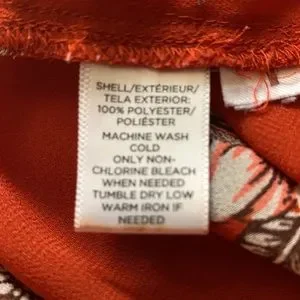 SHELL/EXTÉRIEUR/
TELA EXTERIOR:
100% POLYESTER/
POLIÉSTER
MACHINE WASH
COLD
ONLY NON-
CHLORINE BLEACH
WHEN NEEDED
TUMBLE DRY LOW
WARM IRON IF
NEEDED